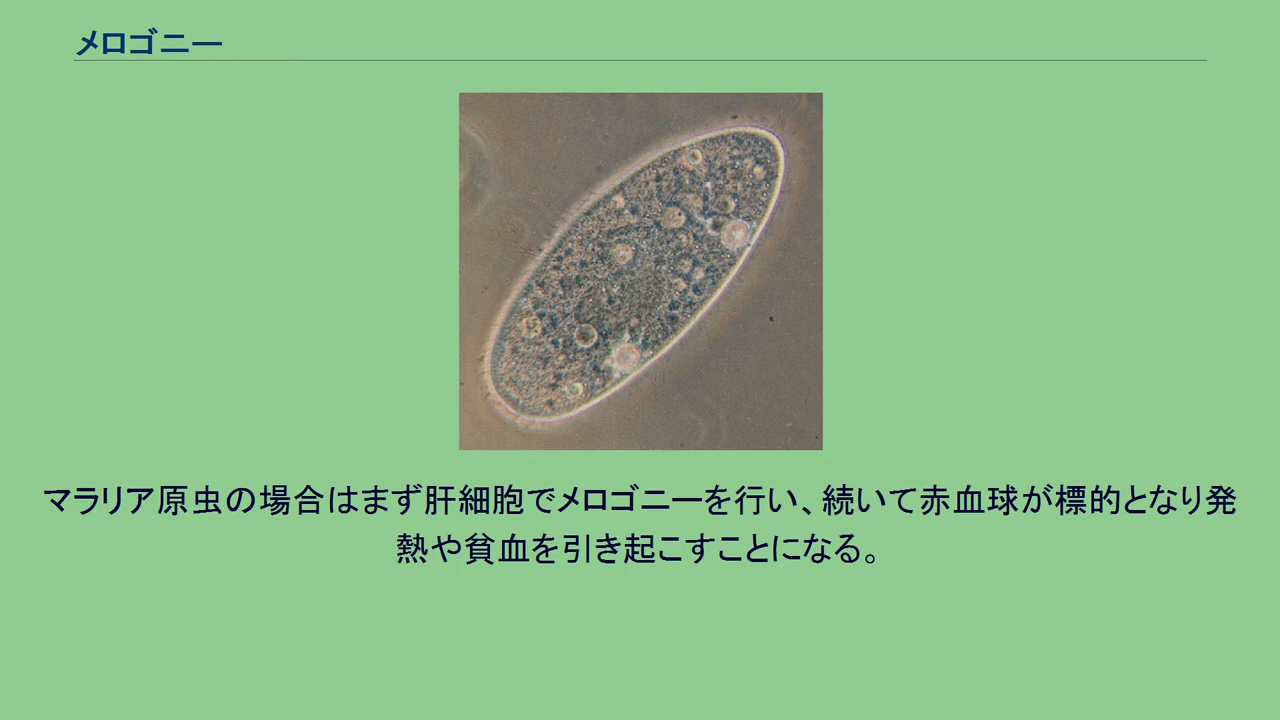 メロゴニー
マラリア原虫の場合はまず肝細胞でメロゴニーを行い、続いて赤血球が標的となり発
熱や貧血を引き起こすことになる。